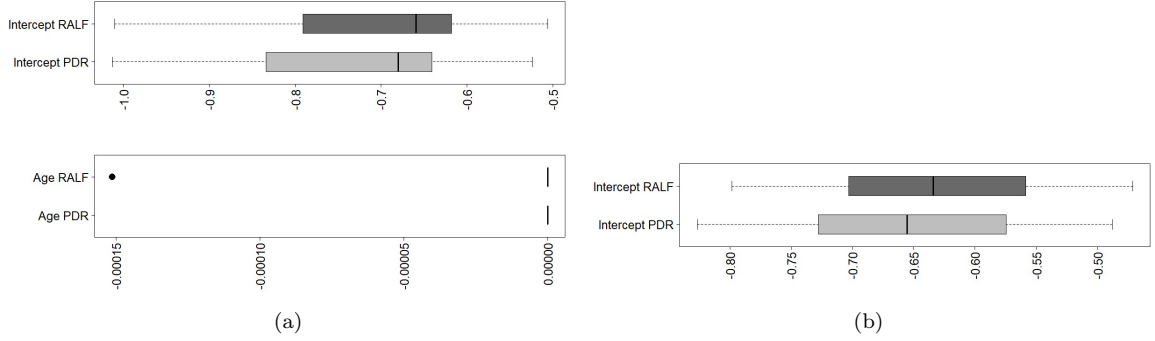 Intercept RALF
Intercept PDR
-1.0 -0.9 -0.8 -0.7 -0.6 -0.5
Age RALF
Age PDR
-0.00015 -0.00010 -0.00005 0.00000
(a)
Intercept RALF
Intercept PDR
-0.80 -0.75 -0.70 -0.65 -0.60 -0.55 -0.50
(b)